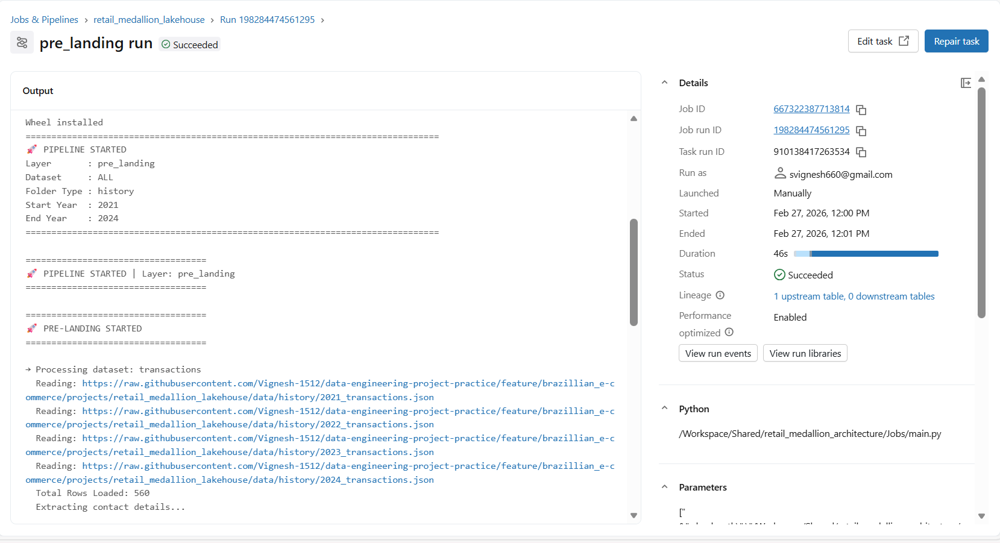 Jobs & Pipelines › retail_medallion_lakehouse › Run 198284474561295 ›
pre_landing run Succeeded
Edit task
Repair task
Output
Wheel installed
================================================================================
🚀 PIPELINE STARTED
Layer : pre_landing
Dataset : ALL
Folder Type : history
Start Year : 2021
End Year : 2024
================================================================================
===================================
🚀 PIPELINE STARTED | Layer: pre_landing
===================================
===================================
🚀 PRE-LANDING STARTED
===================================
→ Processing dataset: transactions
Reading: https://raw.githubusercontent.com/Vignesh-1512/data-engineering-project-practice/feature/brazillian_e-c
ommerce/projects/retail_medallion_lakehouse/data/history/2021_transactions.json
Reading: https://raw.githubusercontent.com/Vignesh-1512/data-engineering-project-practice/feature/brazillian_e-c
ommerce/projects/retail_medallion_lakehouse/data/history/2022_transactions.json
Reading: https://raw.githubusercontent.com/Vignesh-1512/data-engineering-project-practice/feature/brazillian_e-c
ommerce/projects/retail_medallion_lakehouse/data/history/2023_transactions.json
Reading: https://raw.githubusercontent.com/Vignesh-1512/data-engineering-project-practice/feature/brazillian_e-c
ommerce/projects/retail_medallion_lakehouse/data/history/2024_transactions.json
Total Rows Loaded: 560
Extracting contact details...
Details
Job ID 667322387713814
Job run ID 198284474561295
Task run ID 910138417263534
Run as svignesh660@gmail.com
Launched Manually
Started Feb 27, 2026, 12:00 PM
Ended Feb 27, 2026, 12:01 PM
Duration 46s
Status Succeeded
Lineage 1 upstream table, 0 downstream tables
Performance Enabled
optimized
View run events View run libraries
Python
/Workspace/Shared/retail_medallion_architecture/Jobs/main.py
Parameters
["